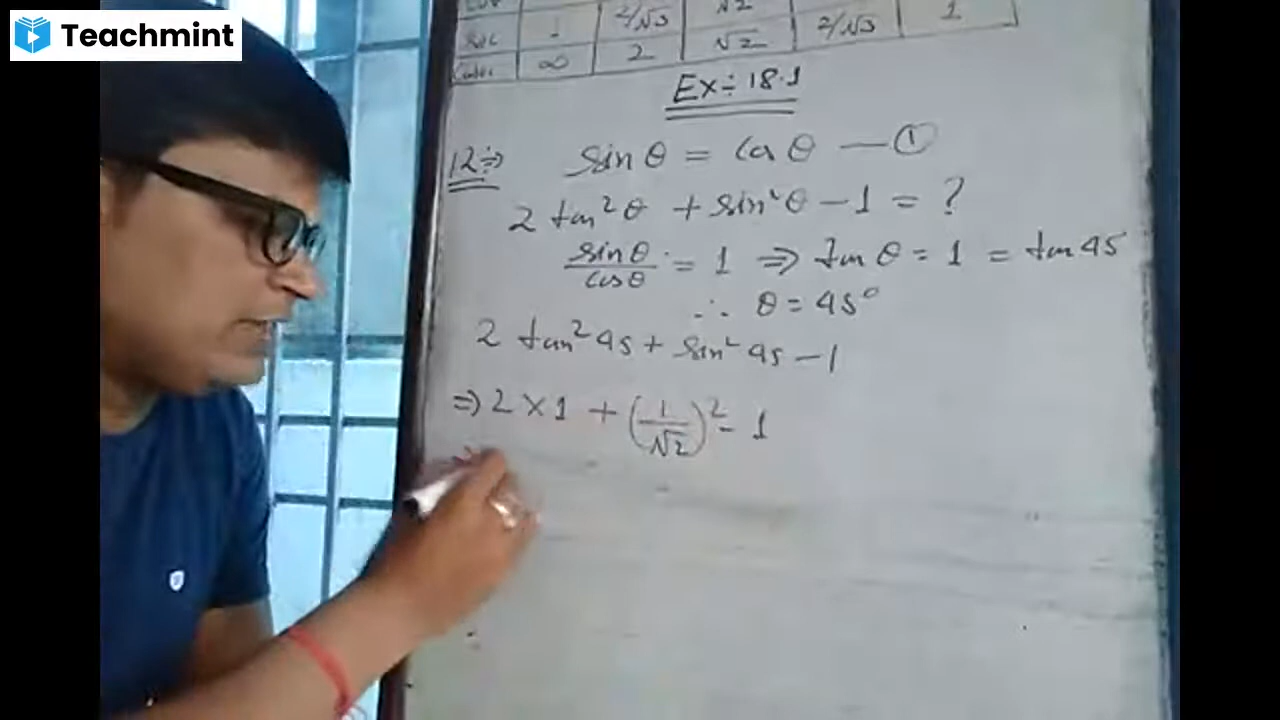 Teachmint
2/√3 √2
Sec 1 2/√3 1
Cosec ∞ 2 √2 2/√3
Ex÷ 18.1
12÷⇒ sin θ = cos θ — ①
2 tan²θ + sin²θ − 1 = ?
sinθ/cosθ = 1 ⇒ tan θ = 1 = tan 45
∴ θ = 45°
2 tan² 45 + sin² 45 − 1
⇒ 2 × 1 + (1/√2)² - 1